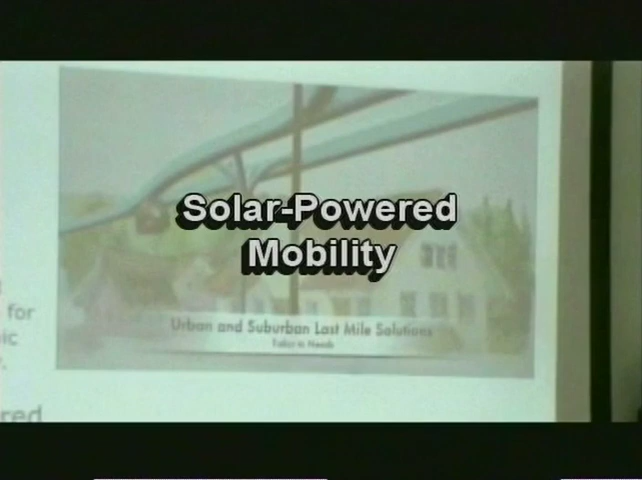 Solar-Powered
Mobility
Urban and Suburban Last Mile Solutions
for
ic
red